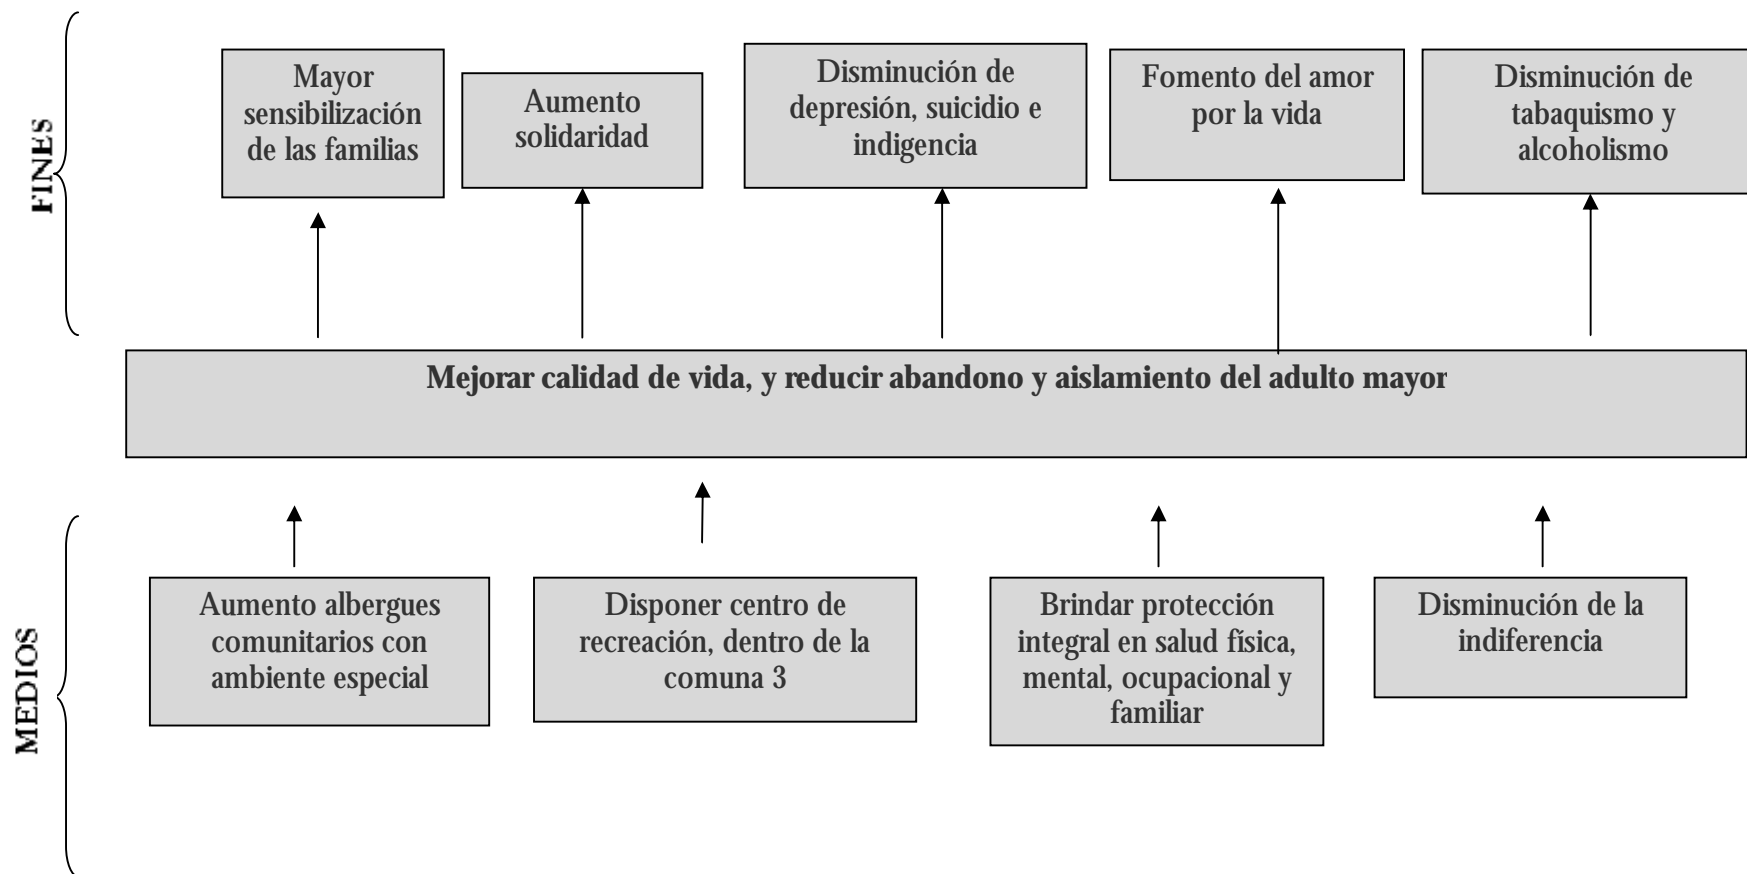 FINES
Mayor
sensibilización
de las familias
Aumento
solidaridad
Disminución de
depresión, suicidio e
indigencia
Fomento del amor
por la vida
Disminución de
tabaquismo y
alcoholismo
Mejorar calidad de vida, y reducir abandono y aislamiento del adulto mayor
MEDIOS
Aumento albergues
comunitarios con
ambiente especial
Disponer centro de
recreación, dentro de la
comuna 3
Brindar protección
integral en salud física,
mental, ocupacional y
familiar
Disminución de la
indiferencia